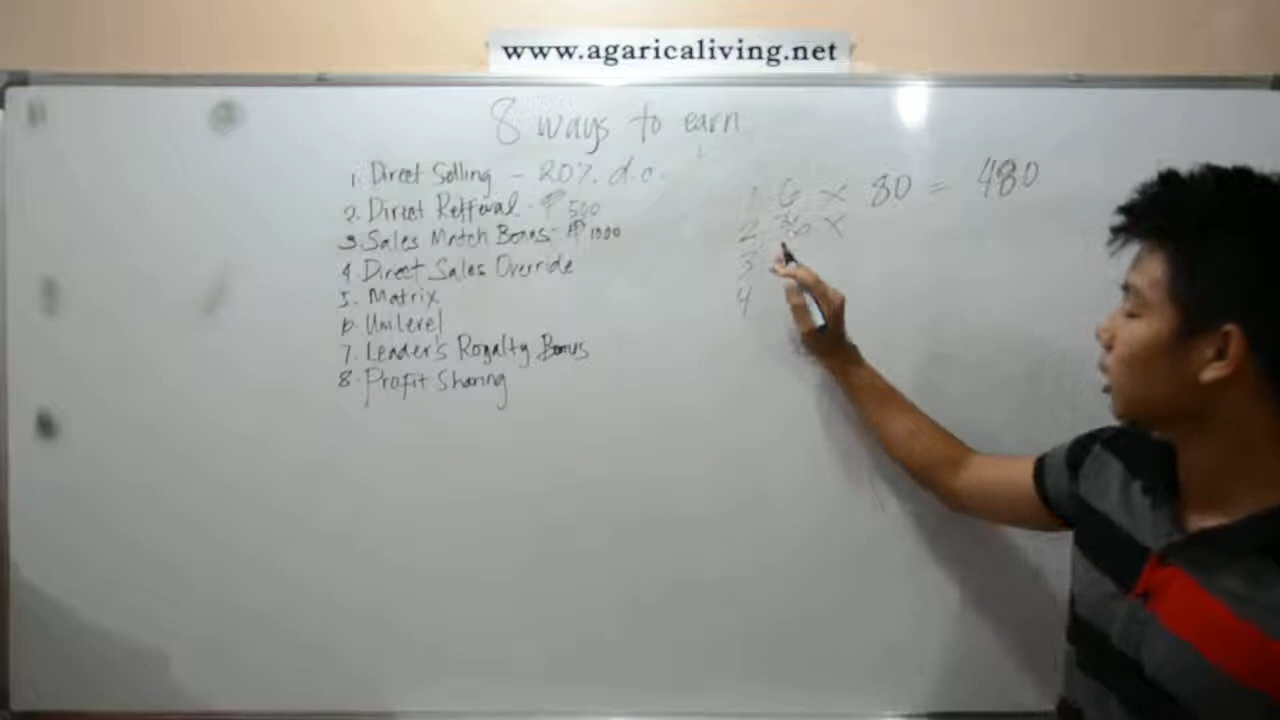 www.agaricaliving.net
8 ways to earn
1. Direct Selling - 20% d.c.
2. Direct Refferal - ₱ 500
3. Sales Match Bonus - ₱ 1000
4 Direct Sales Override
5. Matrix
6. Unilevel
7. Leader's Royalty Bonus
8. Profit Sharing
1 6 x 80 = 480
2 36 x
3
4